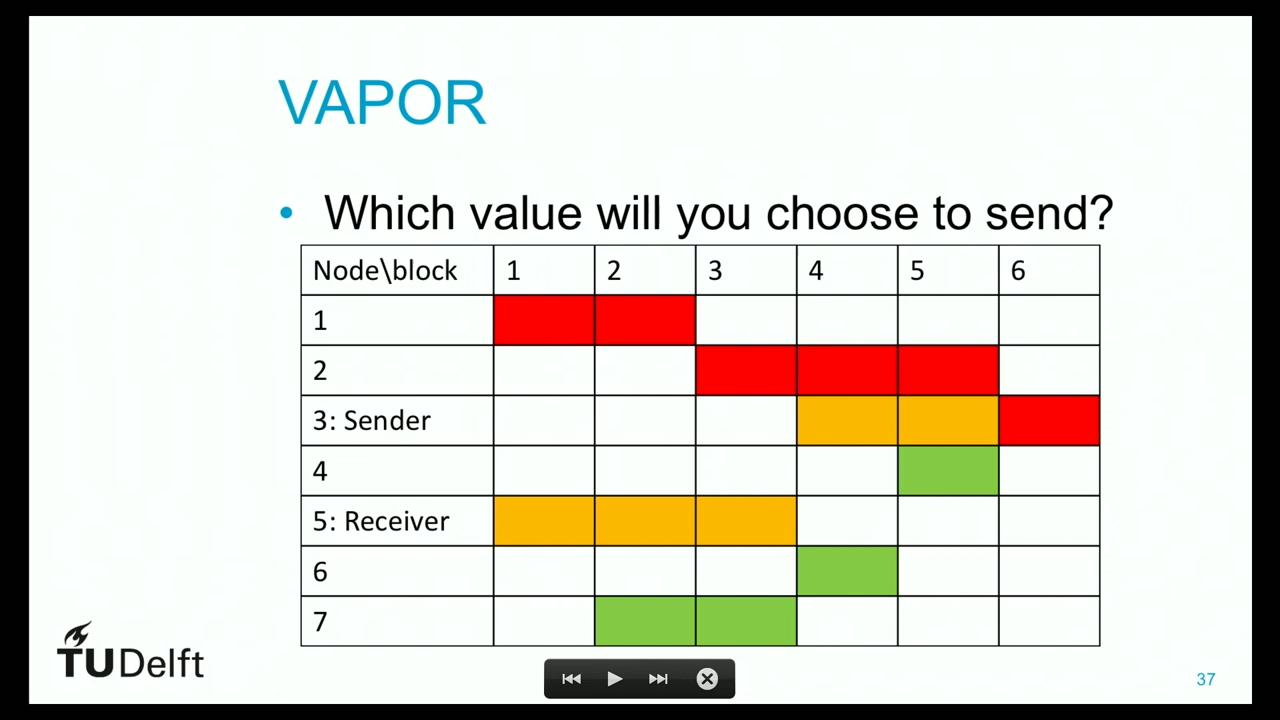 VAPOR
• Which value will you choose to send?
Node\block 1 2 3 4 5 6
1
2
3: Sender
4
5: Receiver
6
7
TUDelft
37